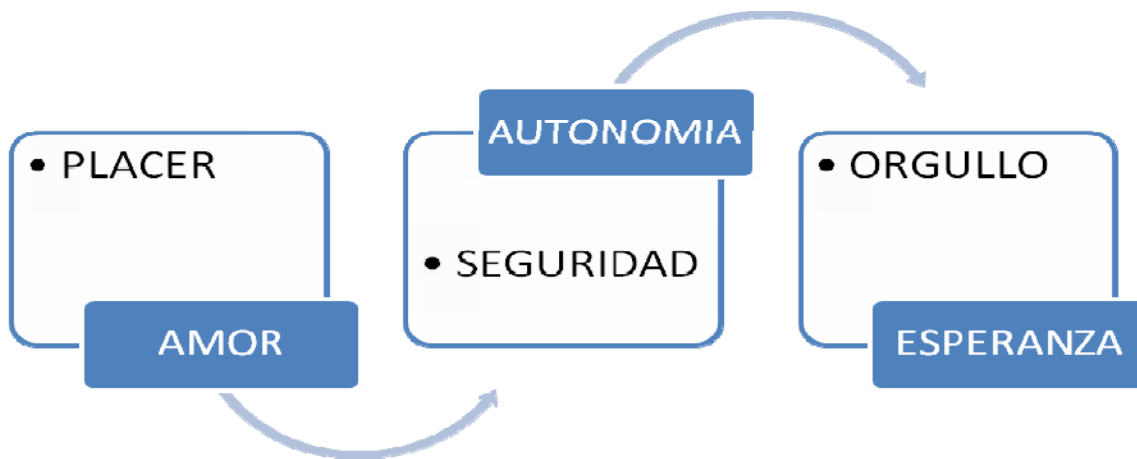 • PLACER
AMOR
AUTONOMIA
• SEGURIDAD
• ORGULLO
ESPERANZA